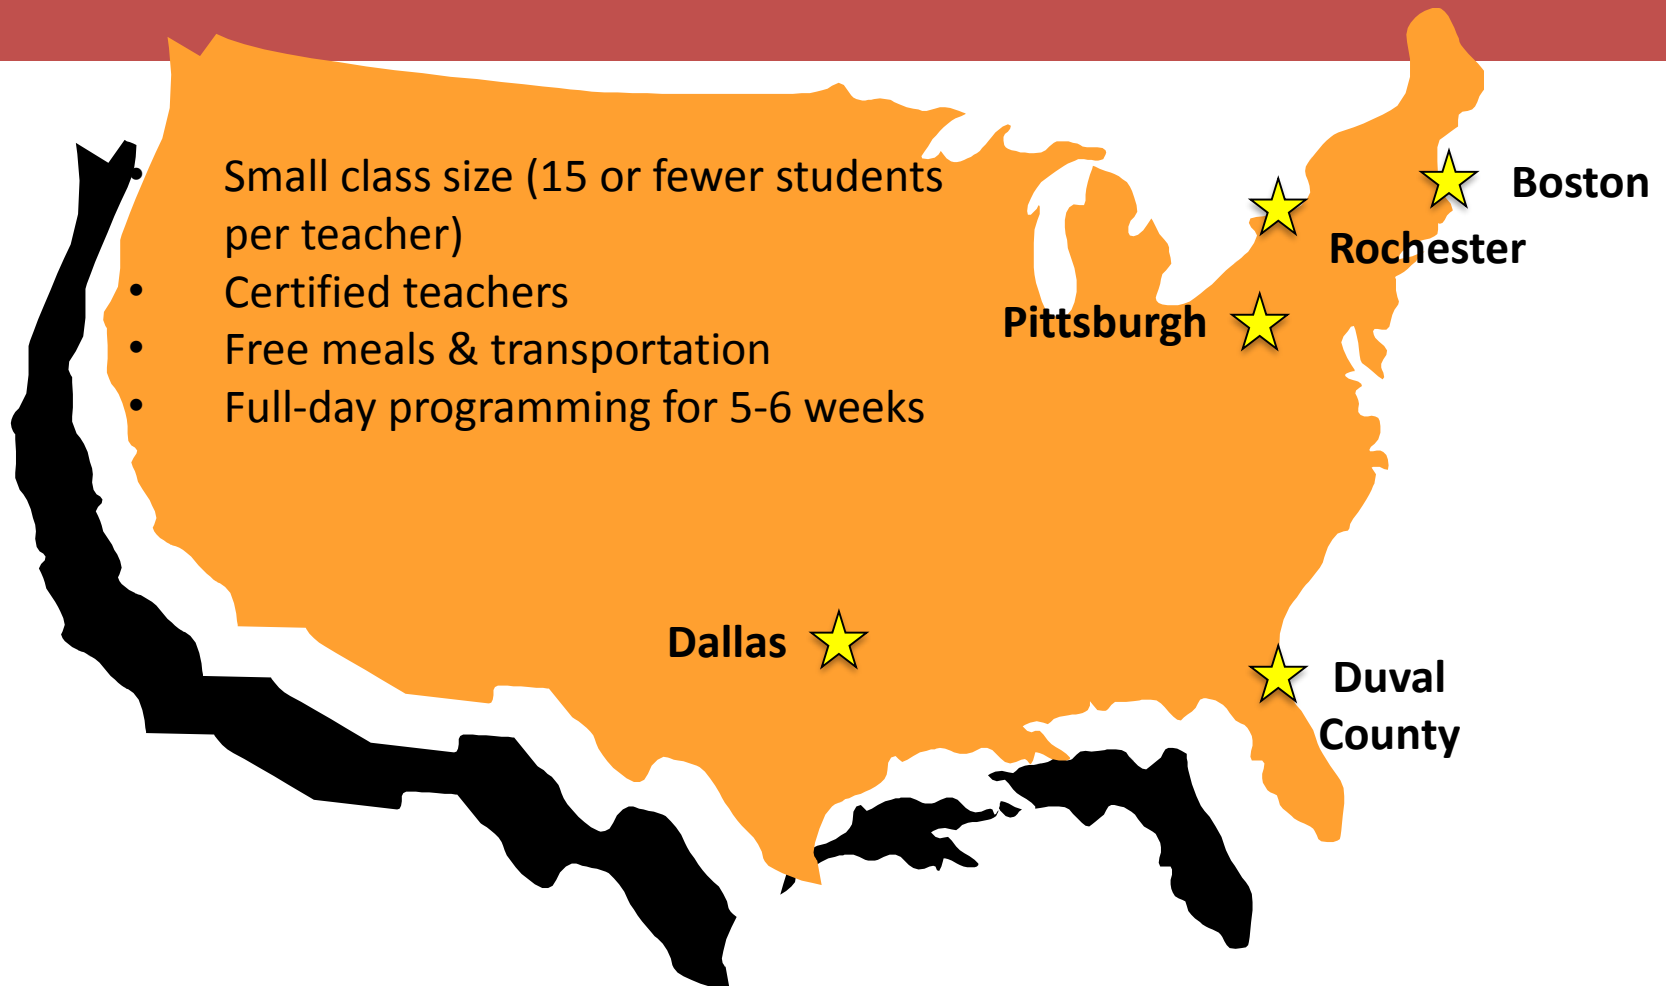 • Small class size (15 or fewer students
per teacher)
• Certified teachers
• Free meals & transportation
• Full-day programming for 5-6 weeks
Boston
Rochester
Pittsburgh
Dallas
Duval
County